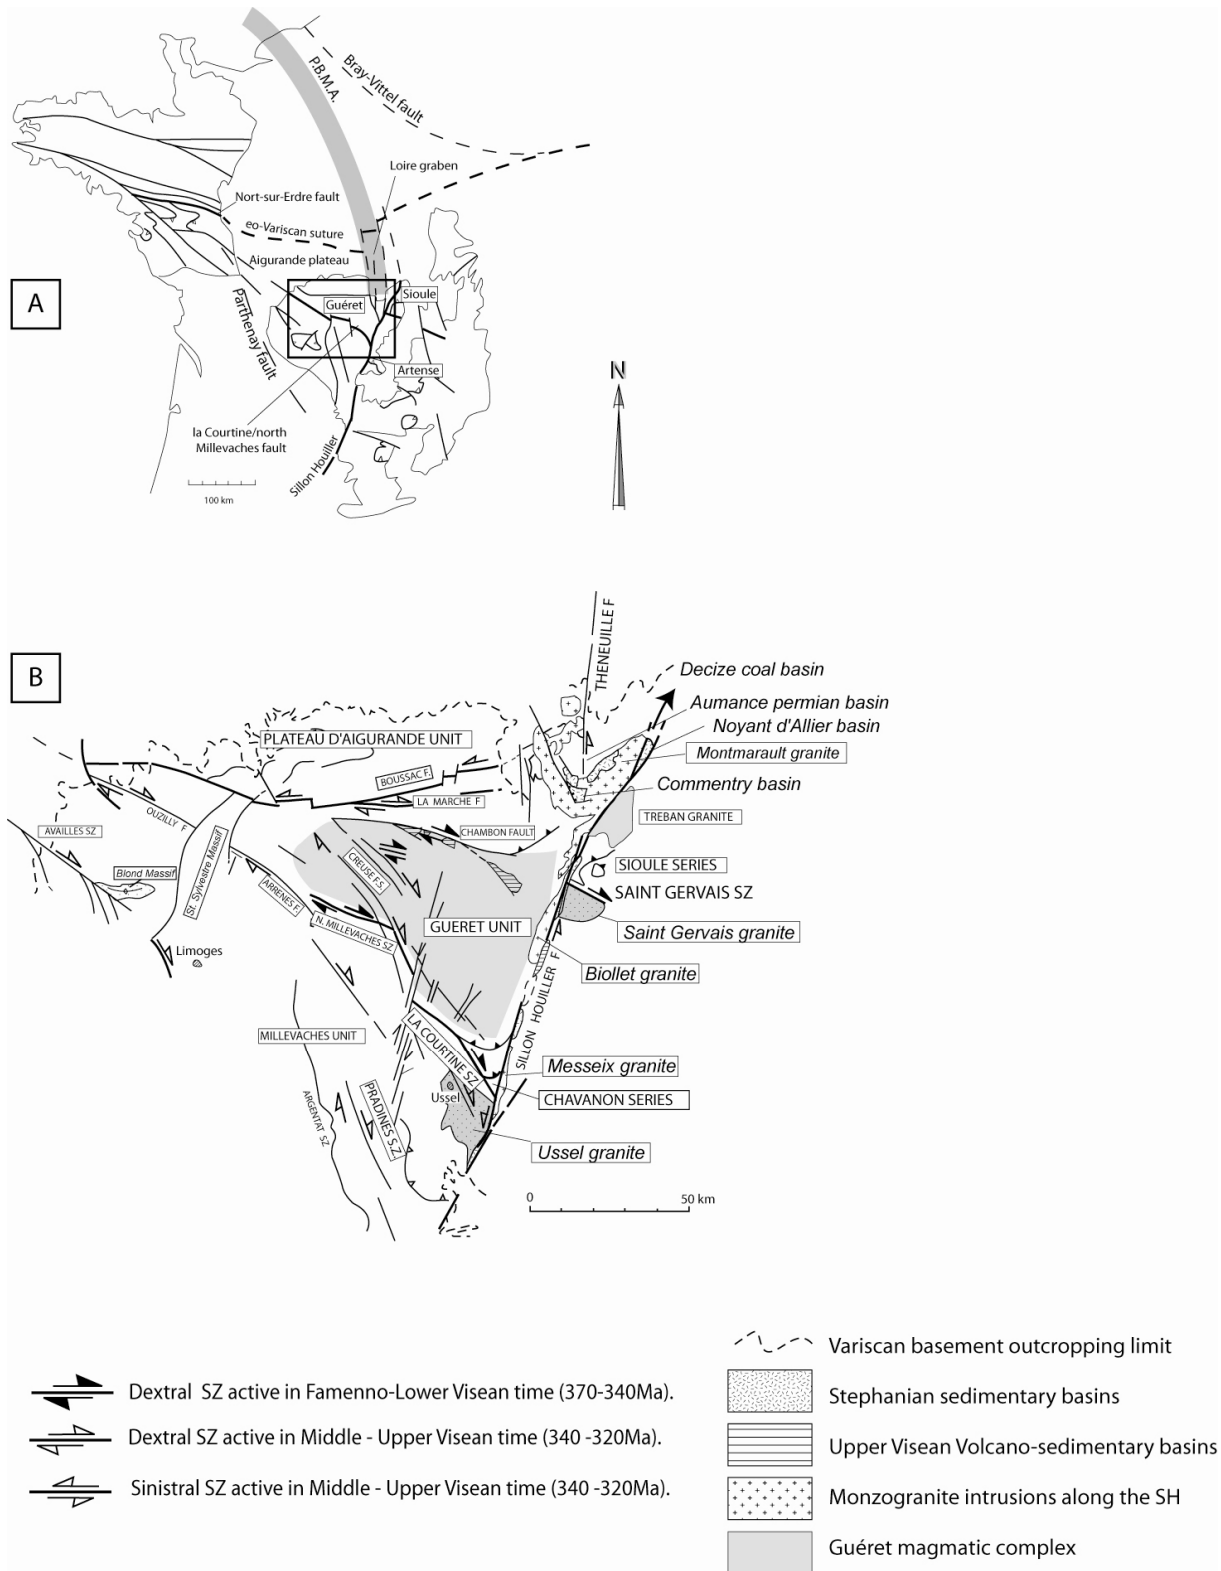 P.B.M.A.
Bray-Vittel fault
Loire graben
Nort-sur-Erdre fault
eo-Variscan suture
Aigurande plateau
A
Sioule
Guéret
Parthenay fault
Artense
N
la Courtine/north
Millevaches fault
Sillon Houiller
100 km
THENEUILLE F
B
Decize coal basin
Aumance permian basin
Noyant d'Allier basin
PLATEAU D'AIGURANDE UNIT
Montmarault granite
BOUSSAC F.
Commentry basin
LA MARCHE F
OUZILLY F
TREBAN GRANITE
AVAILLES SZ
CHAMBON FAULT
St. Sylvestre Massif
CREUSE F.S.
SIOULE SERIES
Blond Massif
SAINT GERVAIS SZ
ARRENES F.
N. MILLEVACHES SZ
GUERET UNIT
Saint Gervais granite
Limoges
Biollet granite
SILLON HOUILLER F
MILLEVACHES UNIT
LA COURTINE SZ
Messeix granite
Ussel
CHAVANON SERIES
ARGENTAT SZ
PRADINES S.Z.
Ussel granite
0 50 km
Variscan basement outcropping limit
Dextral SZ active in Famenno-Lower Visean time (370-340Ma).
Stephanian sedimentary basins
Dextral SZ active in Middle - Upper Visean time (340 -320Ma).
Upper Visean Volcano-sedimentary basins
Sinistral SZ active in Middle - Upper Visean time (340 -320Ma).
Monzogranite intrusions along the SH
Guéret magmatic complex